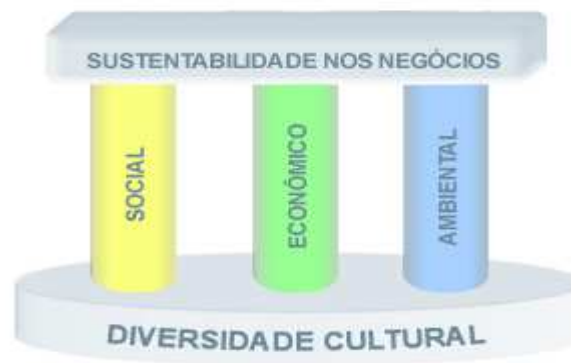 SUSTENTABILIDADE NOS NEGÓCIOS
SOCIAL
ECONÔMICO
AMBIENTAL
DIVERSIDADE CULTURAL